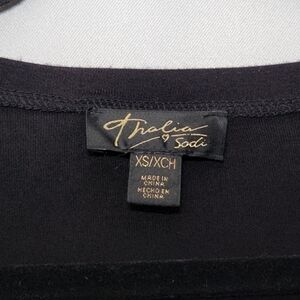 Thalia
Sodi
XS/XCH
MADE IN
CHINA
HECHO EN
CHINA